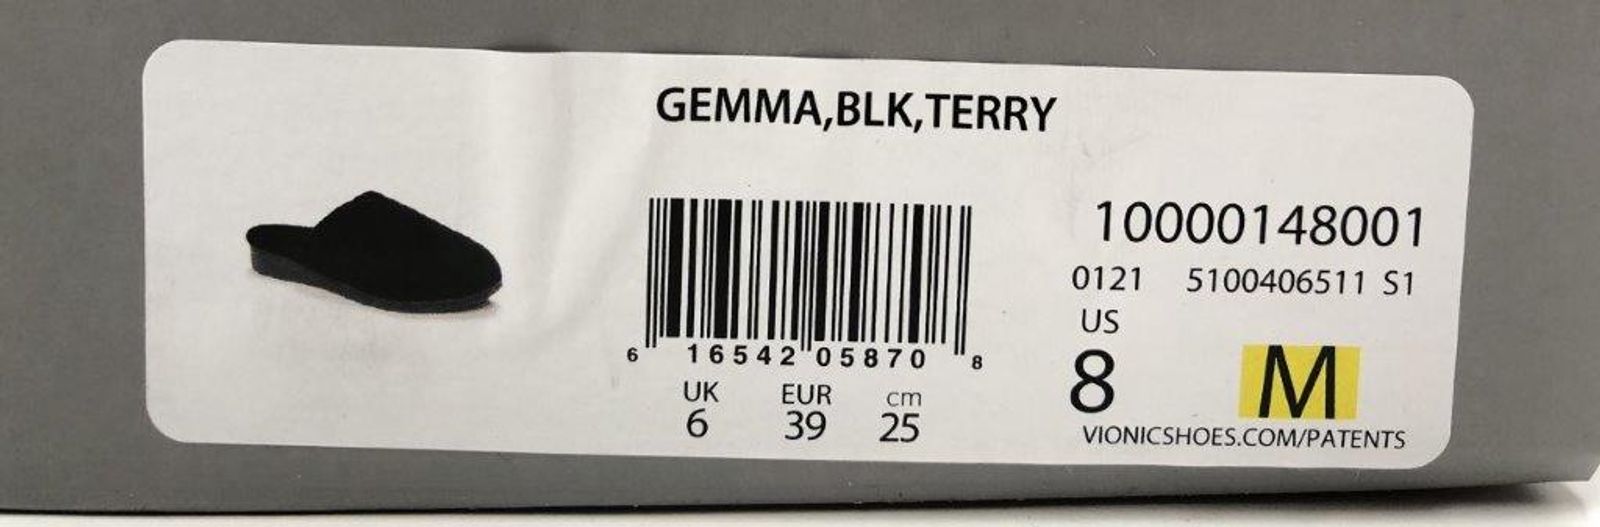 GEMMA,BLK,TERRY
10000148001
0121 5100406511 S1
US
8 M
VIONICSHOES.COM/PATENTS
6 16542 05870 8
UK EUR cm
6 39 25